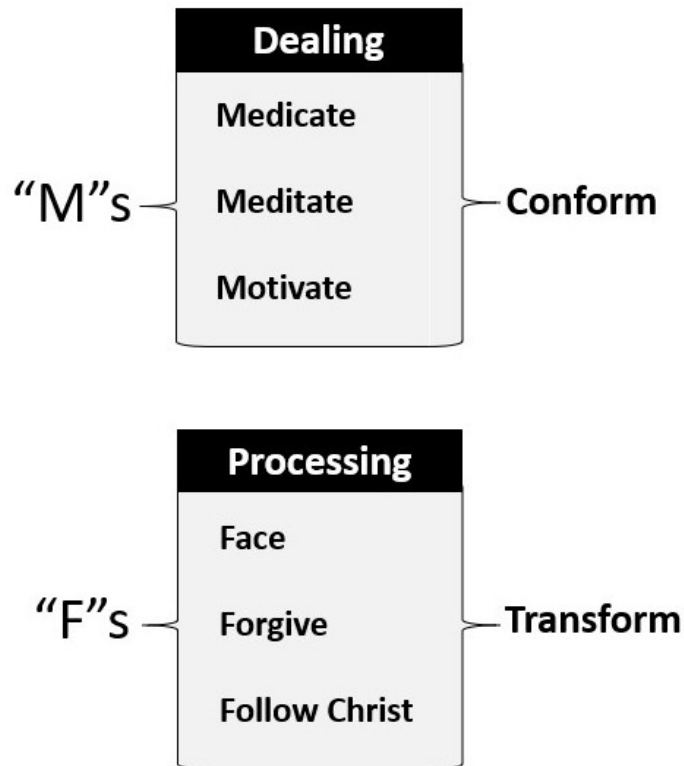 Dealing
Medicate
“M”s
Meditate
Conform
Motivate
Processing
Face
“F”s
Forgive
Transform
Follow Christ